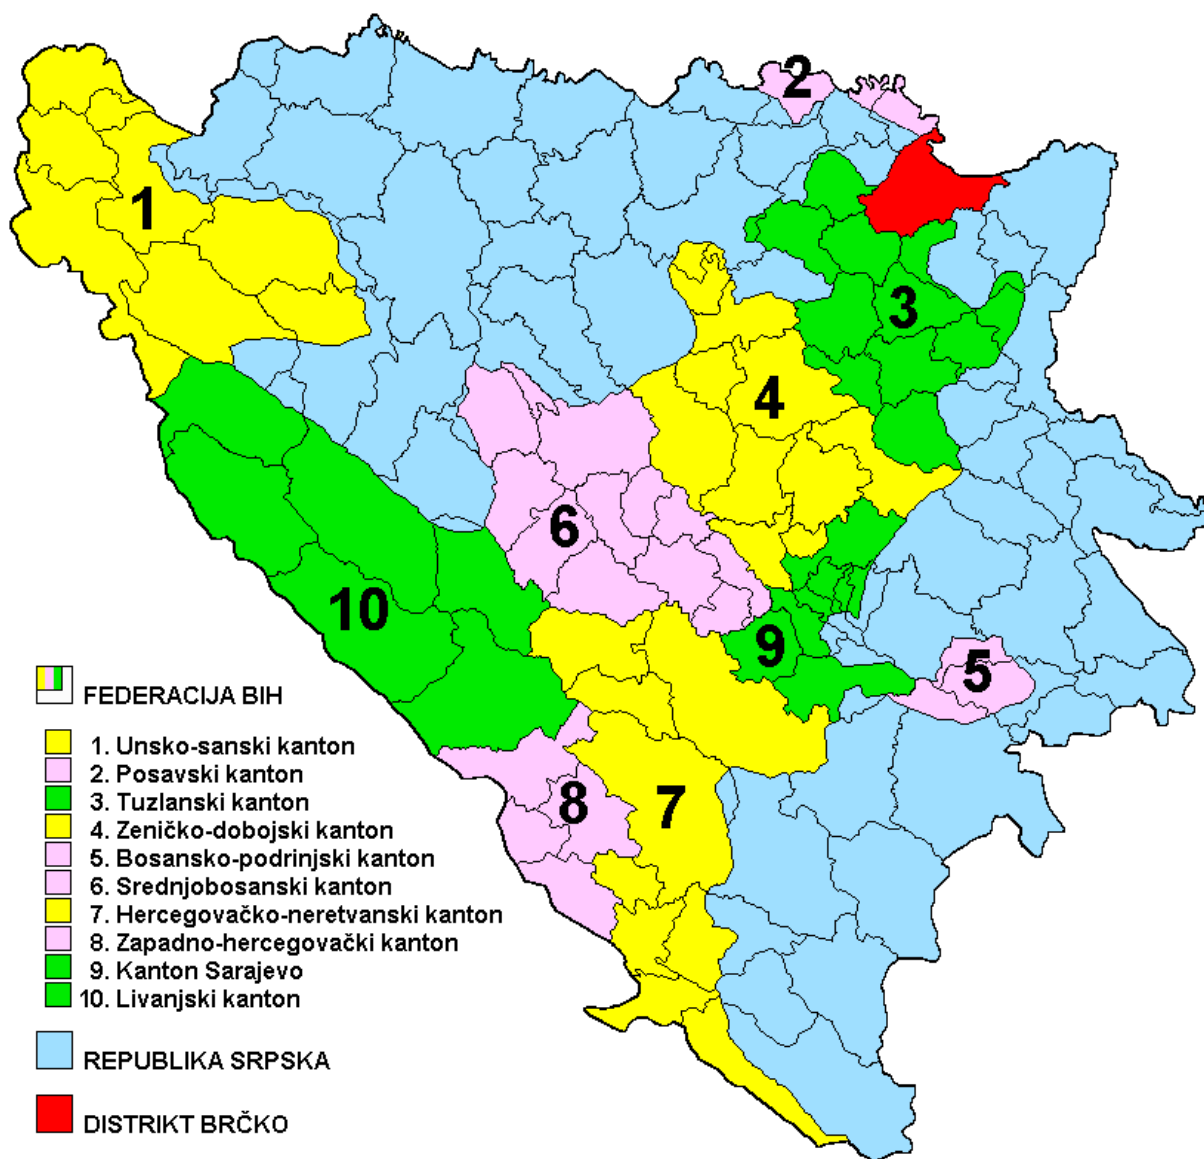 2
1
3
4
6
10
9
5
8
7
FEDERACIJA BIH
1. Unsko-sanski kanton
2. Posavski kanton
3. Tuzlanski kanton
4. Zeničko-dobojski kanton
5. Bosansko-podrinjski kanton
6. Srednjobosanski kanton
7. Hercegovačko-neretvanski kanton
8. Zapadno-hercegovački kanton
9. Kanton Sarajevo
10. Livanjski kanton
REPUBLIKA SRPSKA
DISTRIKT BRČKO